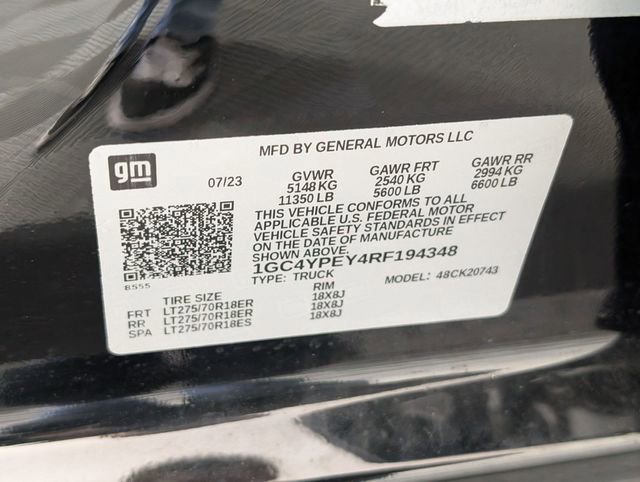 MFD BY GENERAL MOTORS LLC
gm
07/23
GVWR GAWR FRT GAWR RR
5148 KG 2540 KG 2994 KG
11350 LB 5600 LB 6600 LB
THIS VEHICLE CONFORMS TO ALL
APPLICABLE U.S. FEDERAL MOTOR
VEHICLE SAFETY STANDARDS IN EFFECT
ON THE DATE OF MANUFACTURE
SHOWN ABOVE.
1GC4YPEY4RF194348
8555
TYPE: TRUCK MODEL: 48CK20743
TIRE SIZE RIM
FRT LT275/70R18ER 18X8J
RR LT275/70R18ER 18X8J
SPA LT275/70R18ES 18X8J